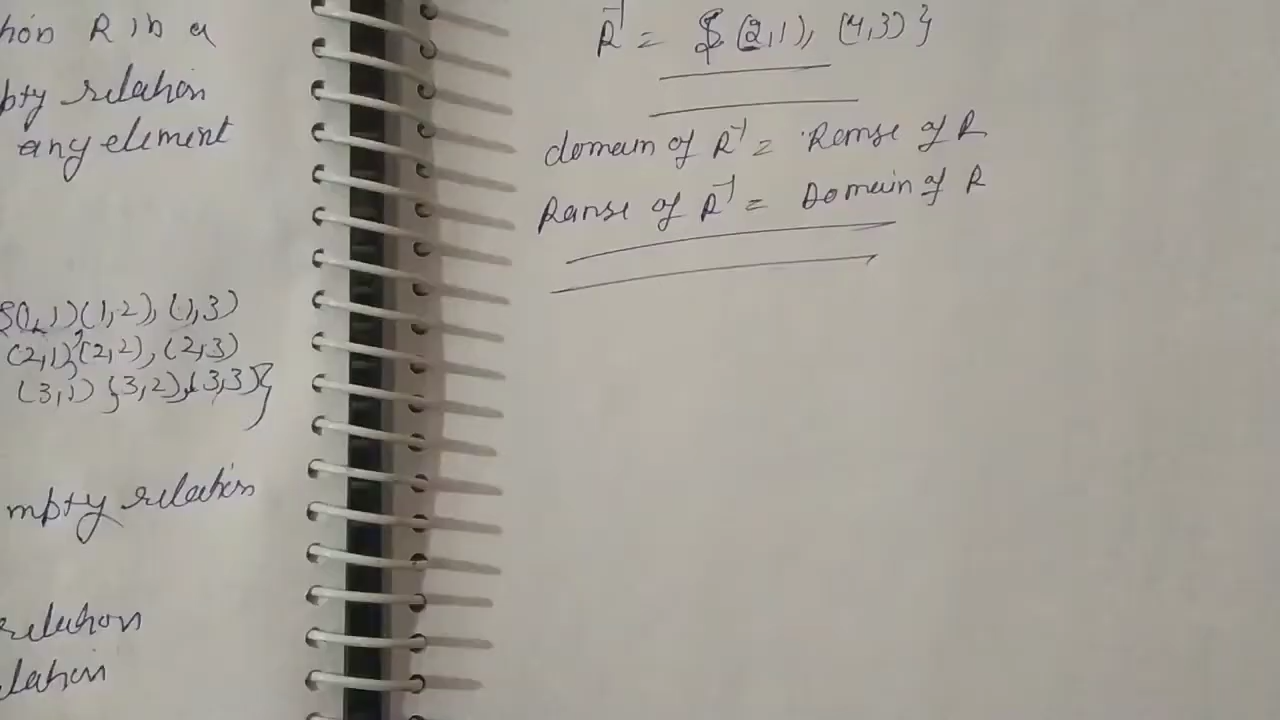 tion R is a
pty relation
any element
{(1,1)(1,2), (1,3)
(2,1),(2,2), (2,3)
(3,1) (3,2), (3,3)}
mpty relation
relation
lation
R⁻¹ = {(2,1), (4,3)}
domain of R⁻¹ = Range of R
Range of R⁻¹ = Domain of R